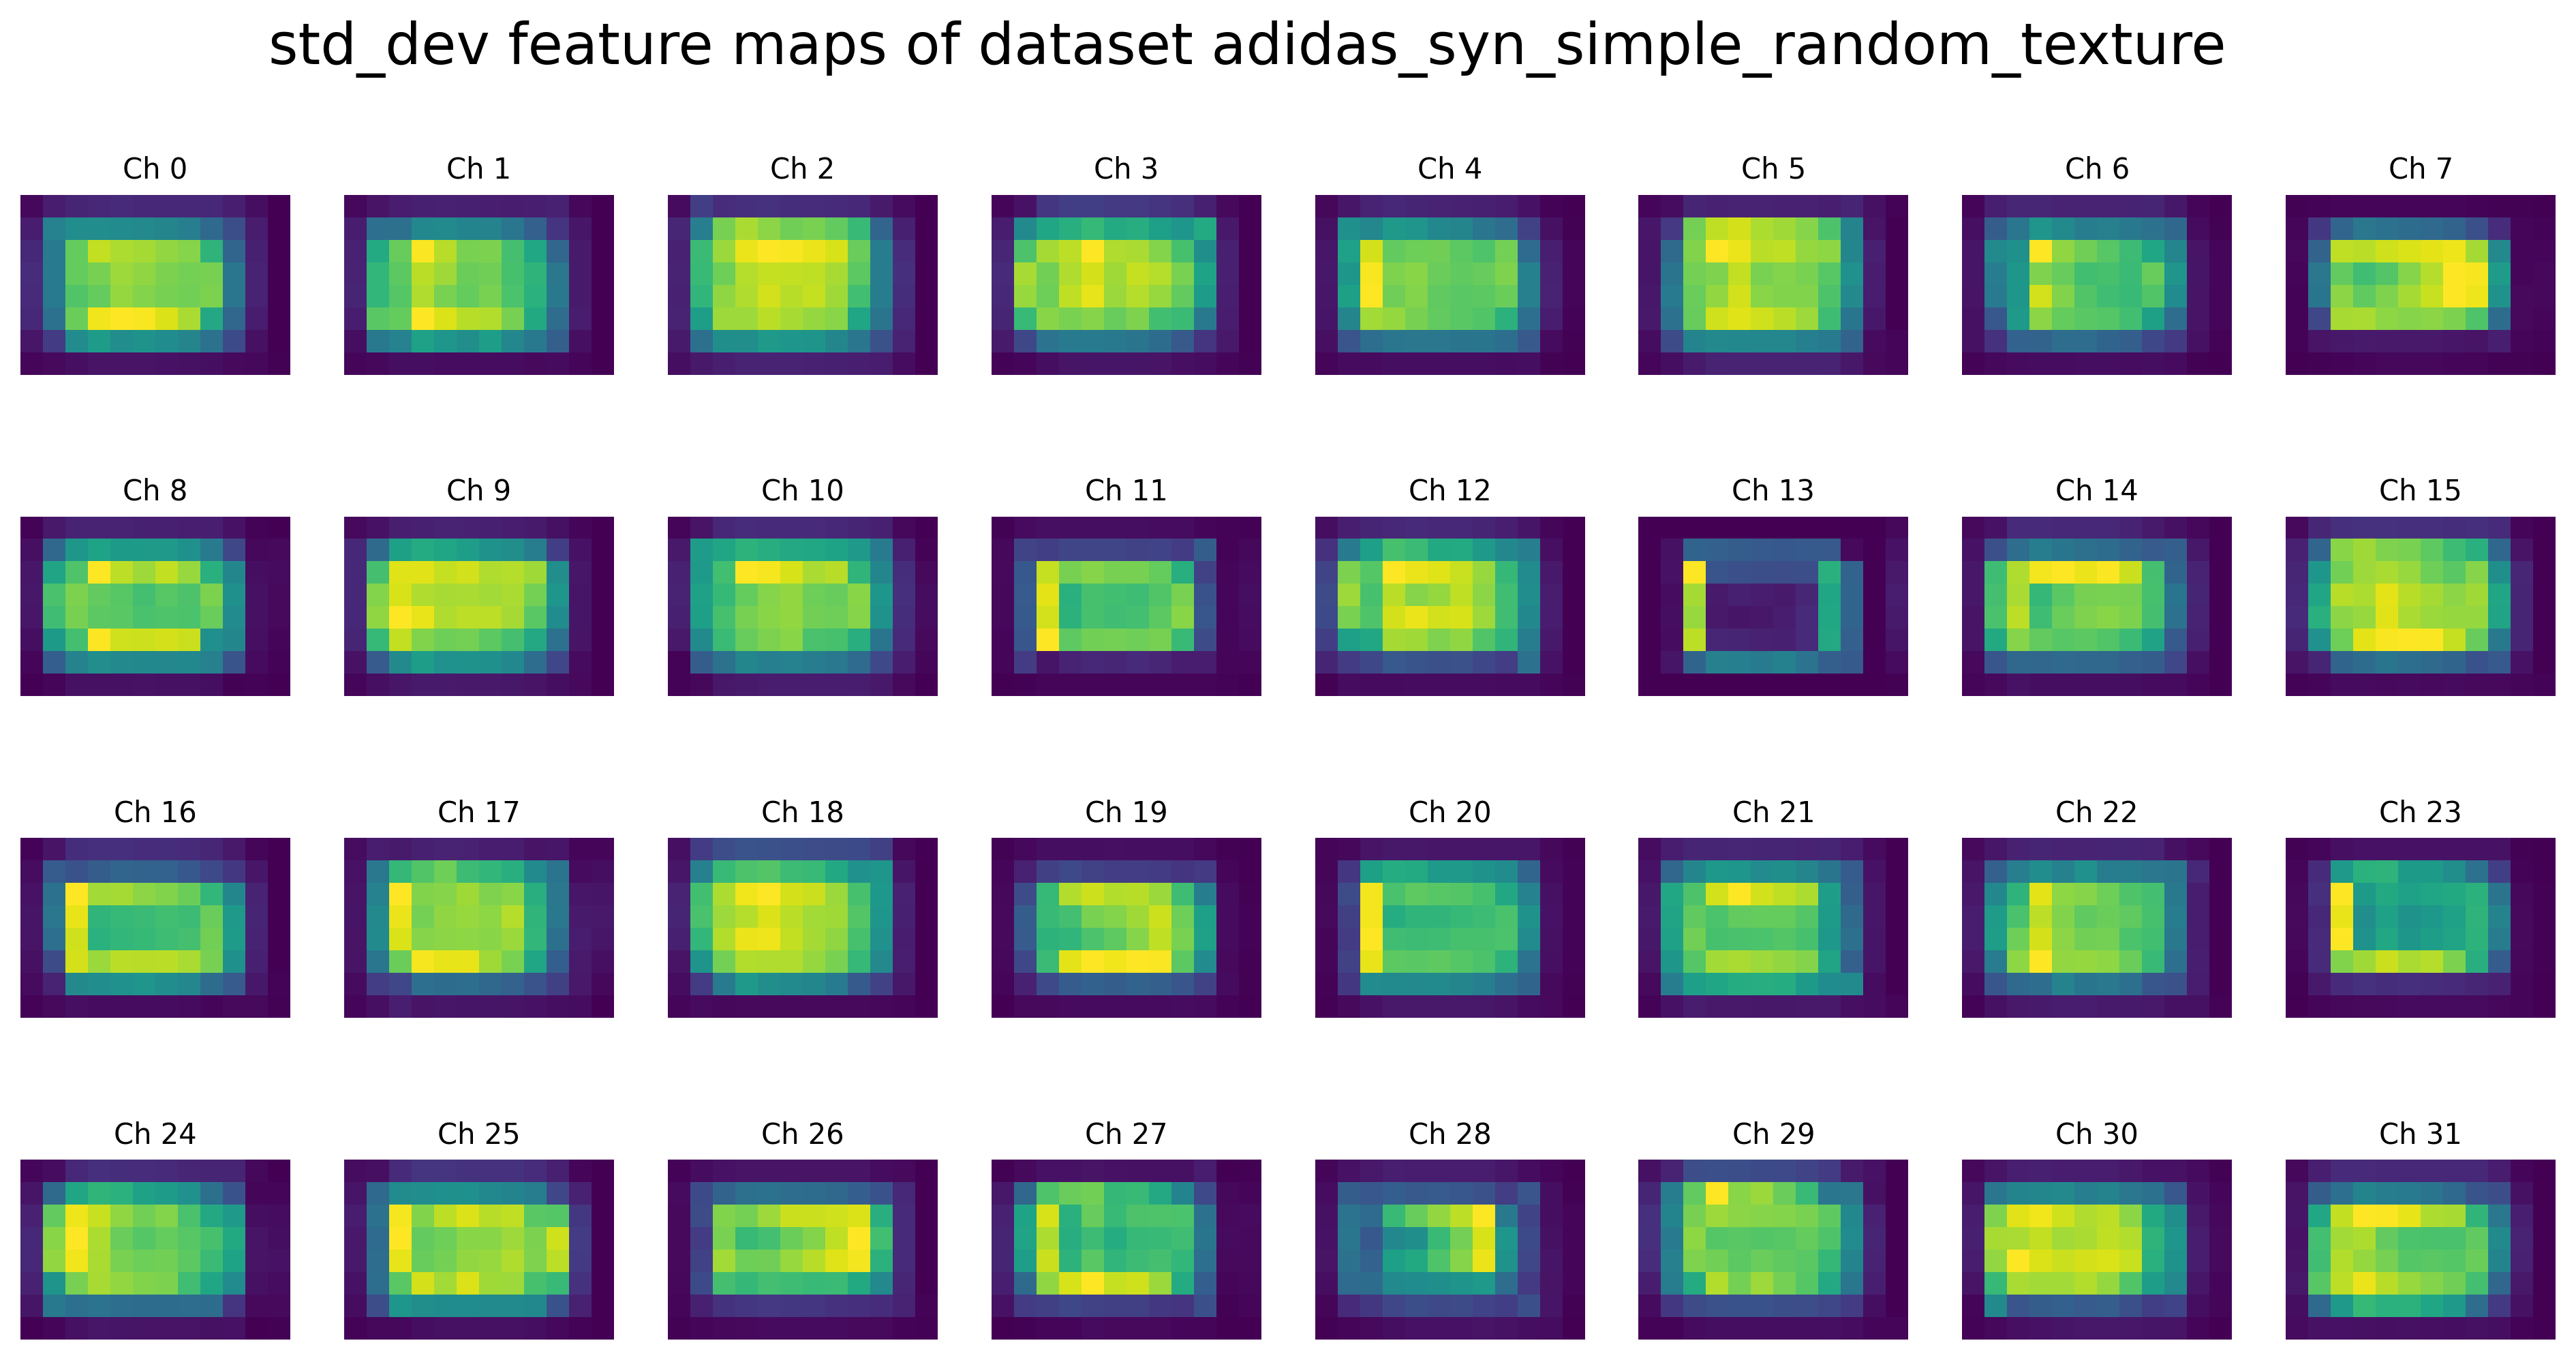 std_dev feature maps of dataset adidas_syn_simple_random_texture
Ch 0 Ch 1 Ch 2 Ch 3 Ch 4 Ch 5 Ch 6 Ch 7
Ch 8 Ch 9 Ch 10 Ch 11 Ch 12 Ch 13 Ch 14 Ch 15
Ch 16 Ch 17 Ch 18 Ch 19 Ch 20 Ch 21 Ch 22 Ch 23
Ch 24 Ch 25 Ch 26 Ch 27 Ch 28 Ch 29 Ch 30 Ch 31